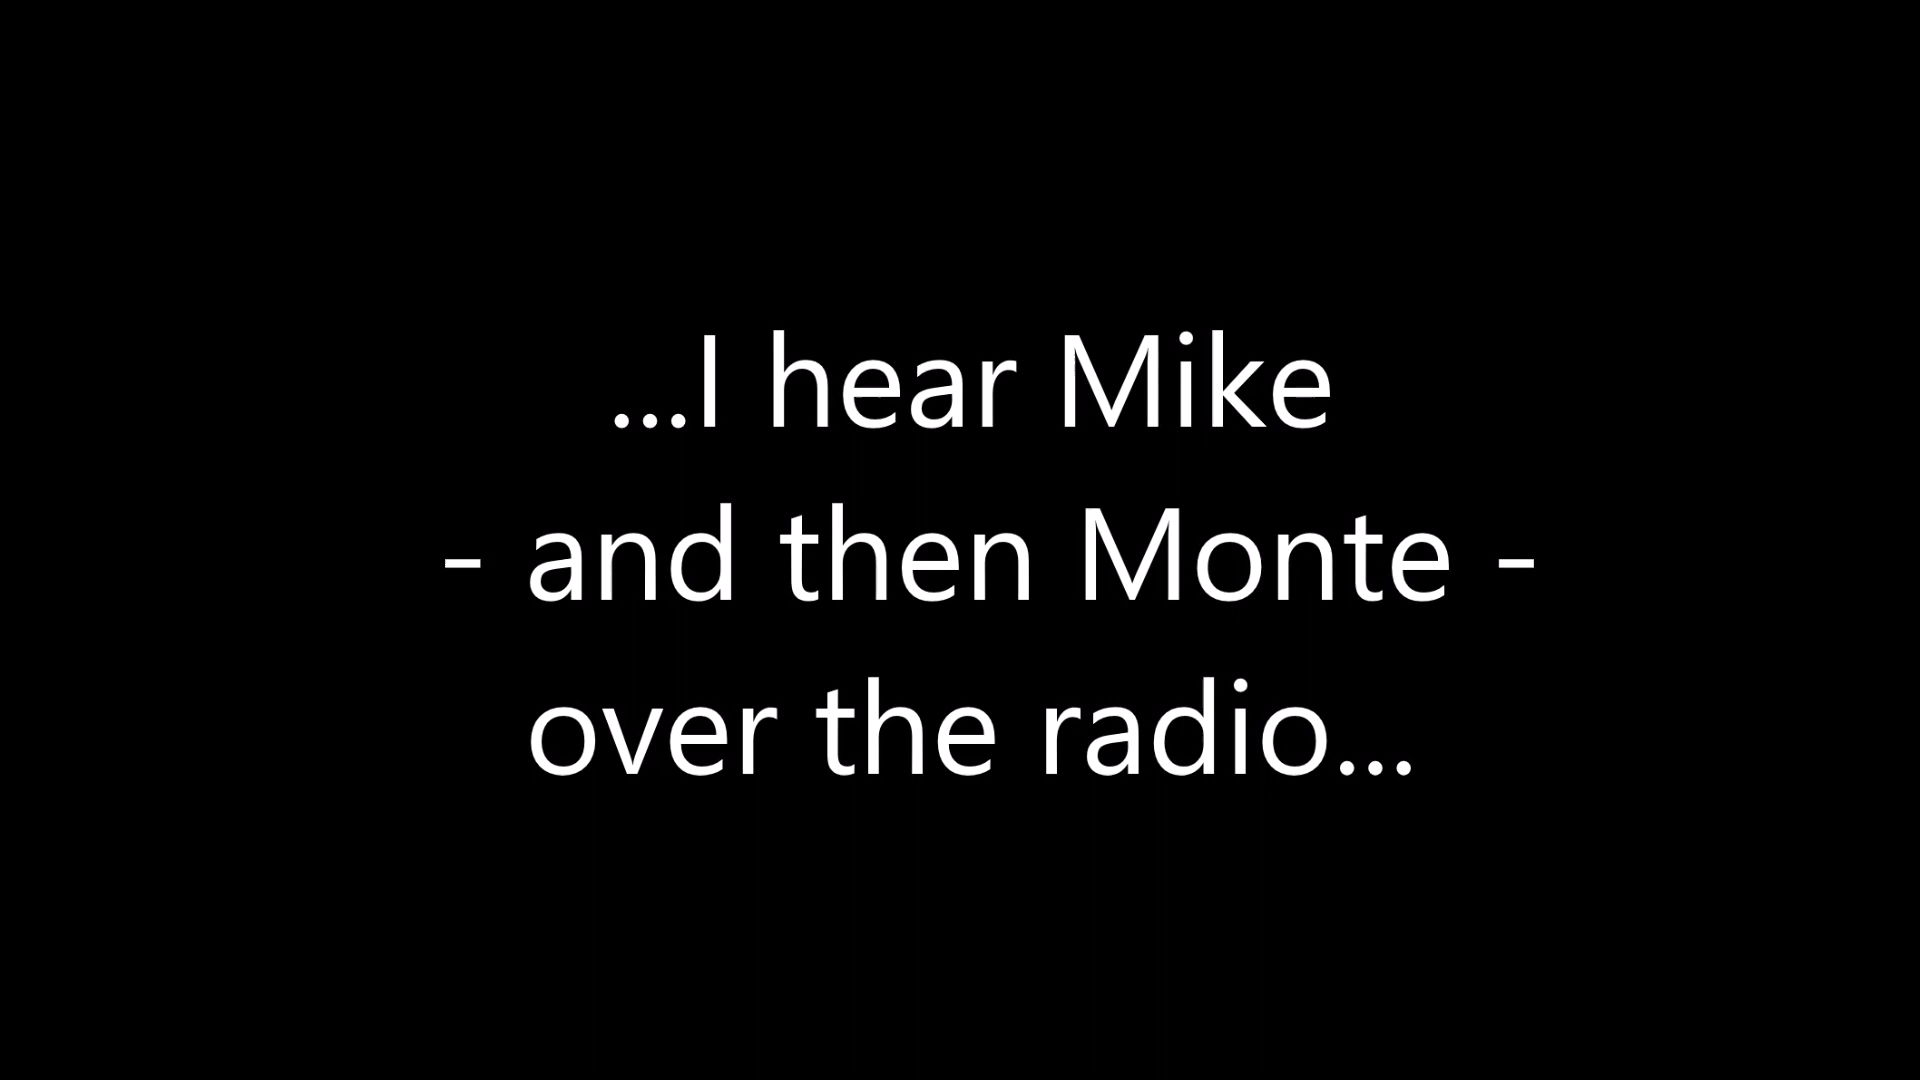 ...I hear Mike
- and then Monte -
over the radio...